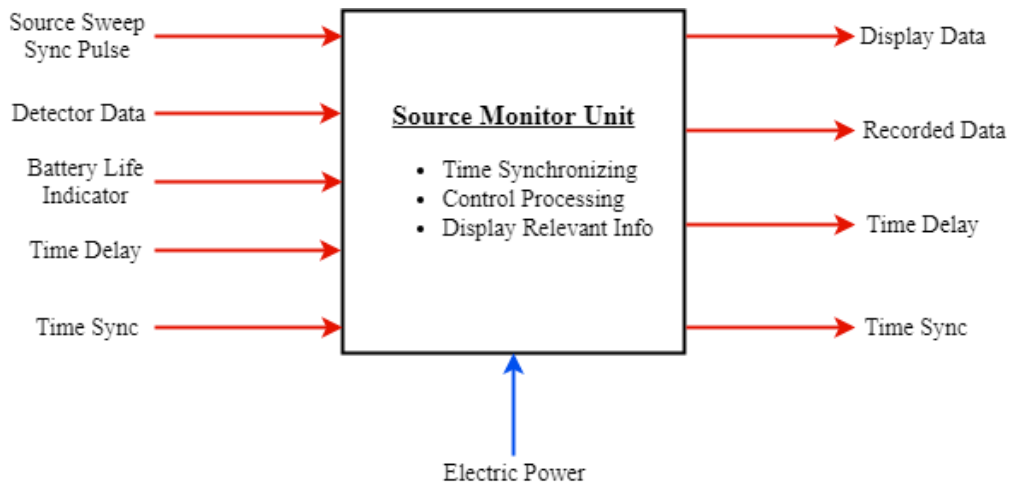 Source Sweep
Sync Pulse
Detector Data
Battery Life
Indicator
Time Delay
Time Sync
Source Monitor Unit
• Time Synchronizing
• Control Processing
• Display Relevant Info
Display Data
Recorded Data
Time Delay
Time Sync
Electric Power